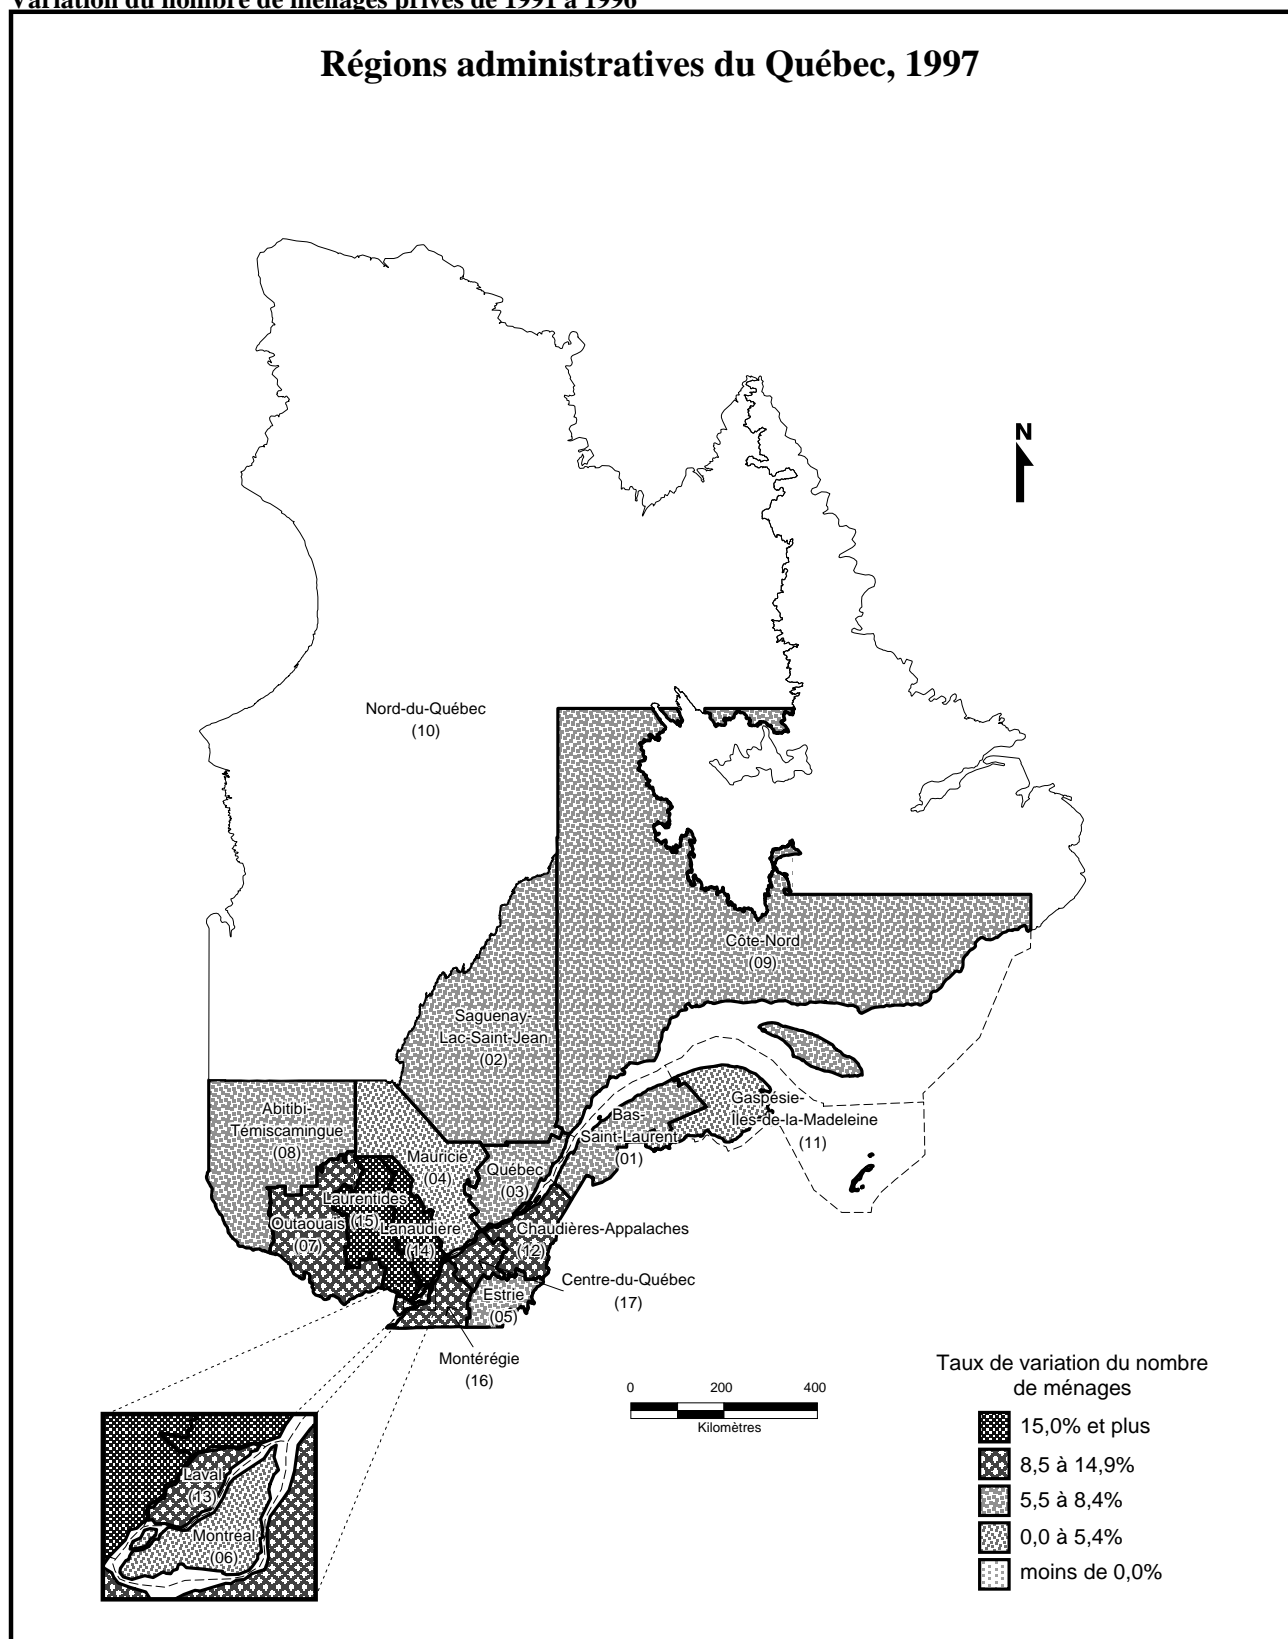 Variation du nombre de ménages privés de 1991 à 1996
Régions administratives du Québec, 1997
N
Nord-du-Québec
(10)
Côte-Nord
(09)
Saguenay-
Lac-Saint-Jean
(02)
Gaspésie-
Îles-de-la-Madeleine
(11)
Bas-
Saint-Laurent
(01)
Abitibi-
Témiscamingue
(08)
Mauricie
(04)
Québec
(03)
Laurentides
(15)
Outaouais
(07)
Lanaudière
(14)
Chaudières-Appalaches
(12)
Centre-du-Québec
(17)
Estrie
(05)
Montérégie
(16)
Laval
(13)
Montréal
(06)
0 200 400
Kilomètres
Taux de variation du nombre
de ménages
15,0% et plus
8,5 à 14,9%
5,5 à 8,4%
0,0 à 5,4%
moins de 0,0%